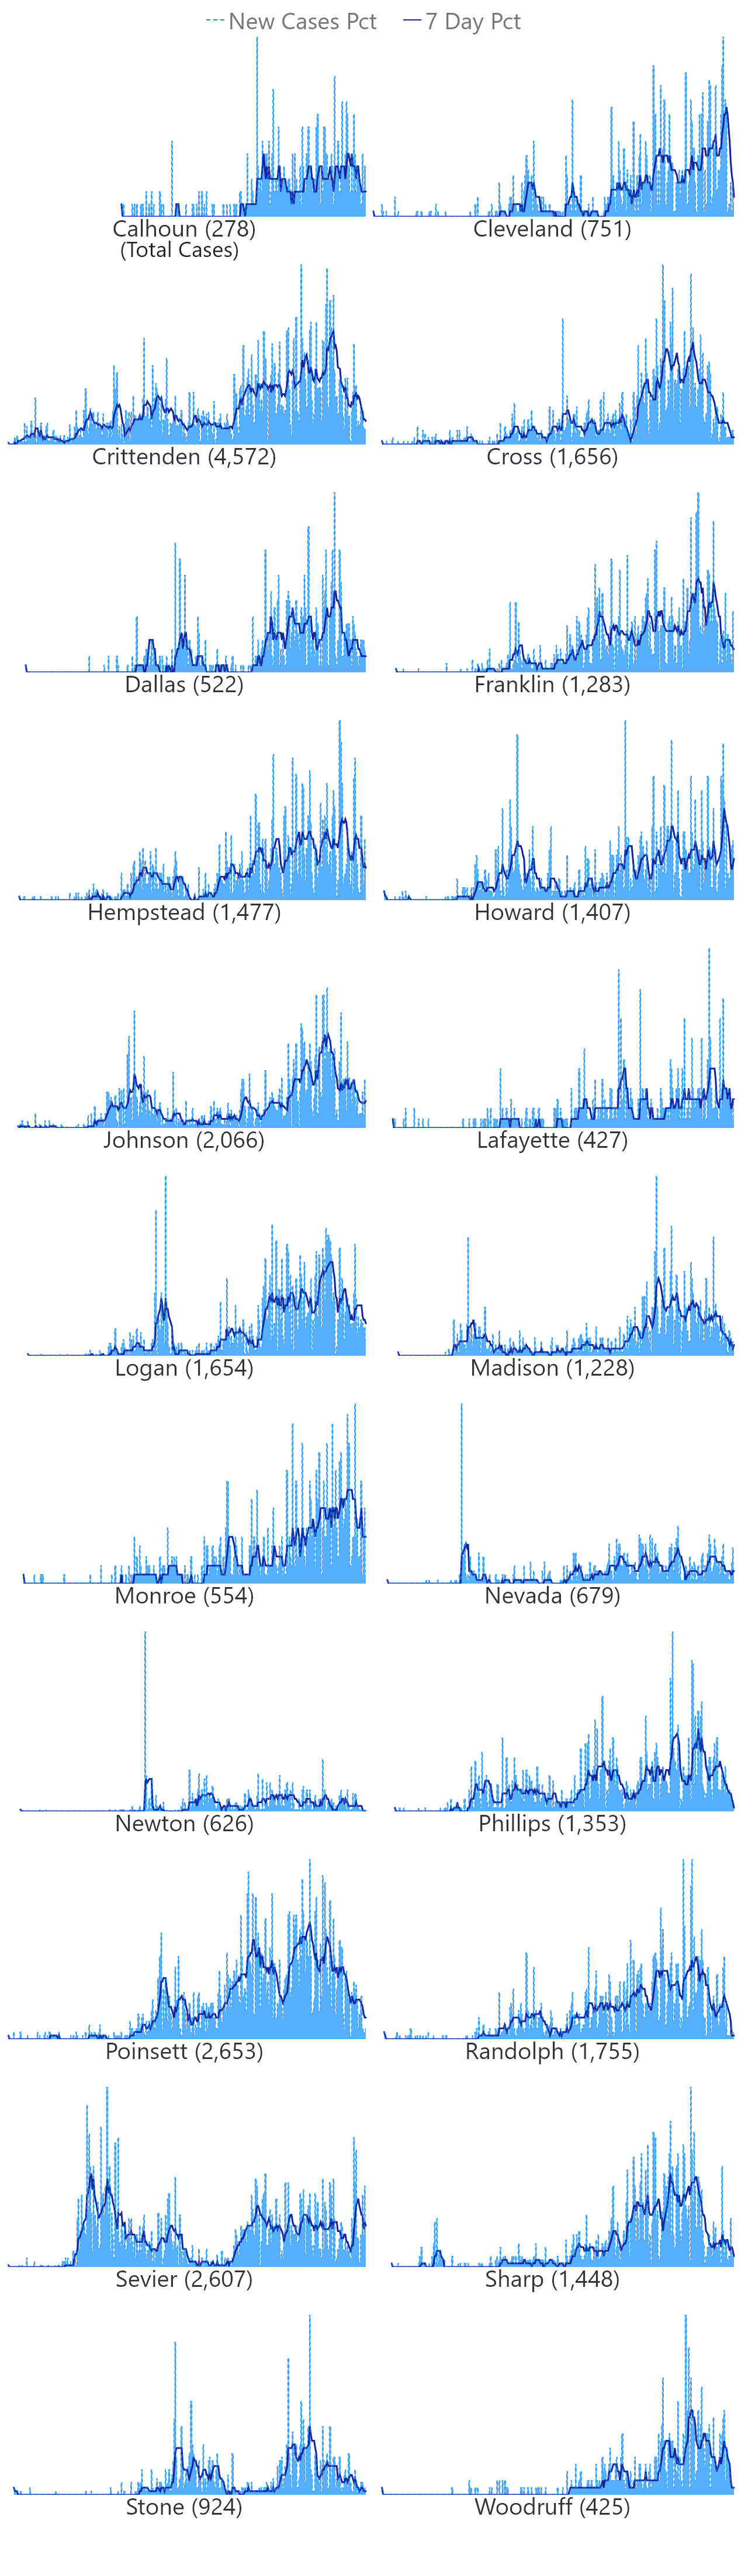 New Cases Pct 7 Day Pct
Calhoun (278) Cleveland (751)
(Total Cases)
Crittenden (4,572) Cross (1,656)
Dallas (522) Franklin (1,283)
Hempstead (1,477) Howard (1,407)
Johnson (2,066) Lafayette (427)
Logan (1,654) Madison (1,228)
Monroe (554) Nevada (679)
Newton (626) Phillips (1,353)
Poinsett (2,653) Randolph (1,755)
Sevier (2,607) Sharp (1,448)
Stone (924) Woodruff (425)